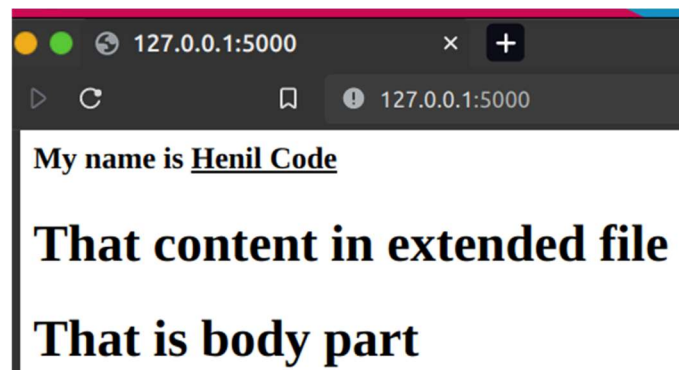 127.0.0.1:5000
127.0.0.1:5000
My name is Henil Code
That content in extended file
That is body part